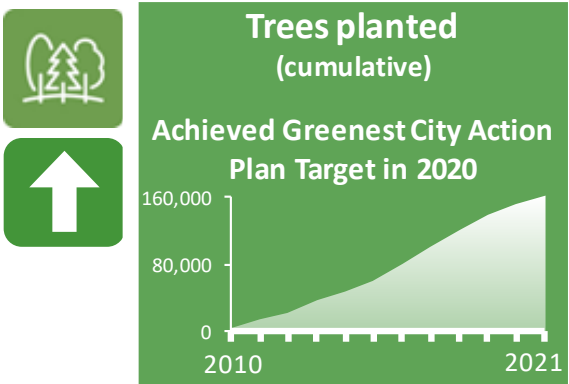 Trees planted
(cumulative)
Achieved Greenest City Action
Plan Target in 2020
160,000
80,000
0
2010
2021